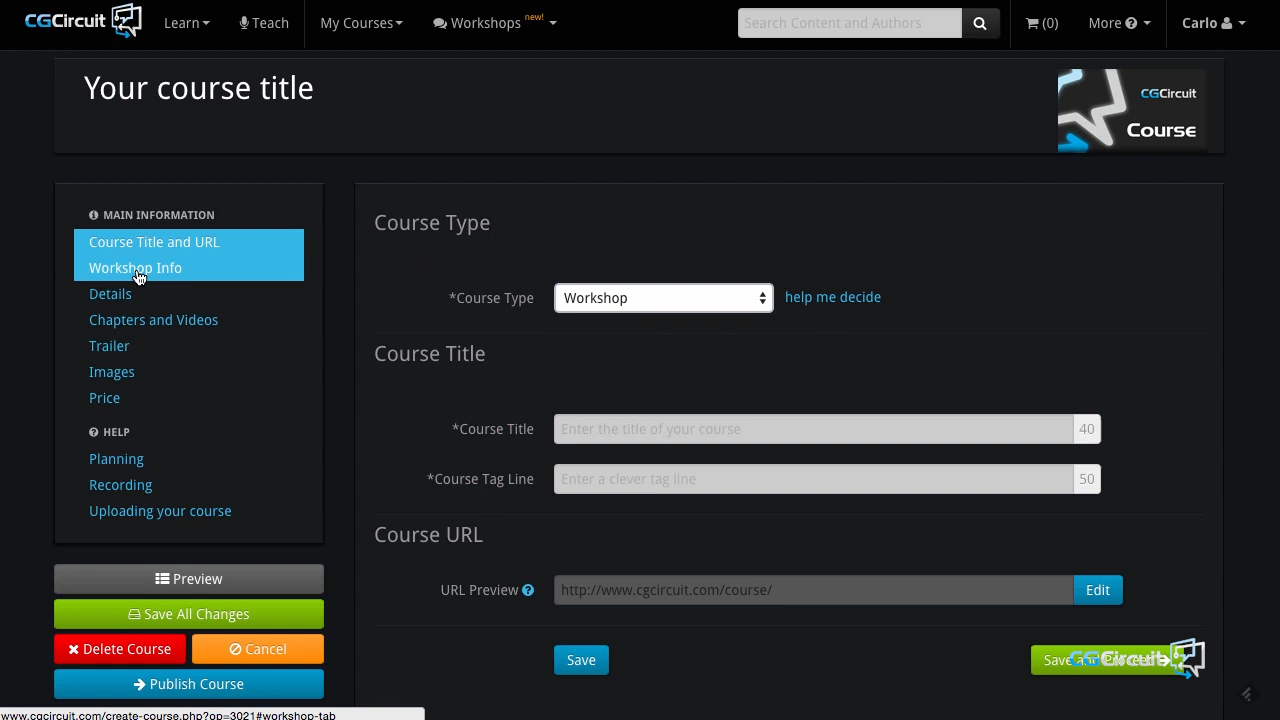 CGCircuit
Learn
Teach
My Courses
Workshops new!
Search Content and Authors
(0)
More
Carlo
Your course title
CGCircuit
Course
MAIN INFORMATION
Course Title and URL
Workshop Info
Details
Chapters and Videos
Trailer
Images
Price
HELP
Planning
Recording
Uploading your course
Preview
Save All Changes
Delete Course
Cancel
Publish Course
Course Type
*Course Type
Workshop
help me decide
Course Title
*Course Title
Enter the title of your course
40
*Course Tag Line
Enter a clever tag line
50
Course URL
URL Preview
http://www.cgcircuit.com/course/
Edit
Save
Save and Proceed
CGCircuit
www.cgcircuit.com/create-course.php?op=3021#workshop-tab